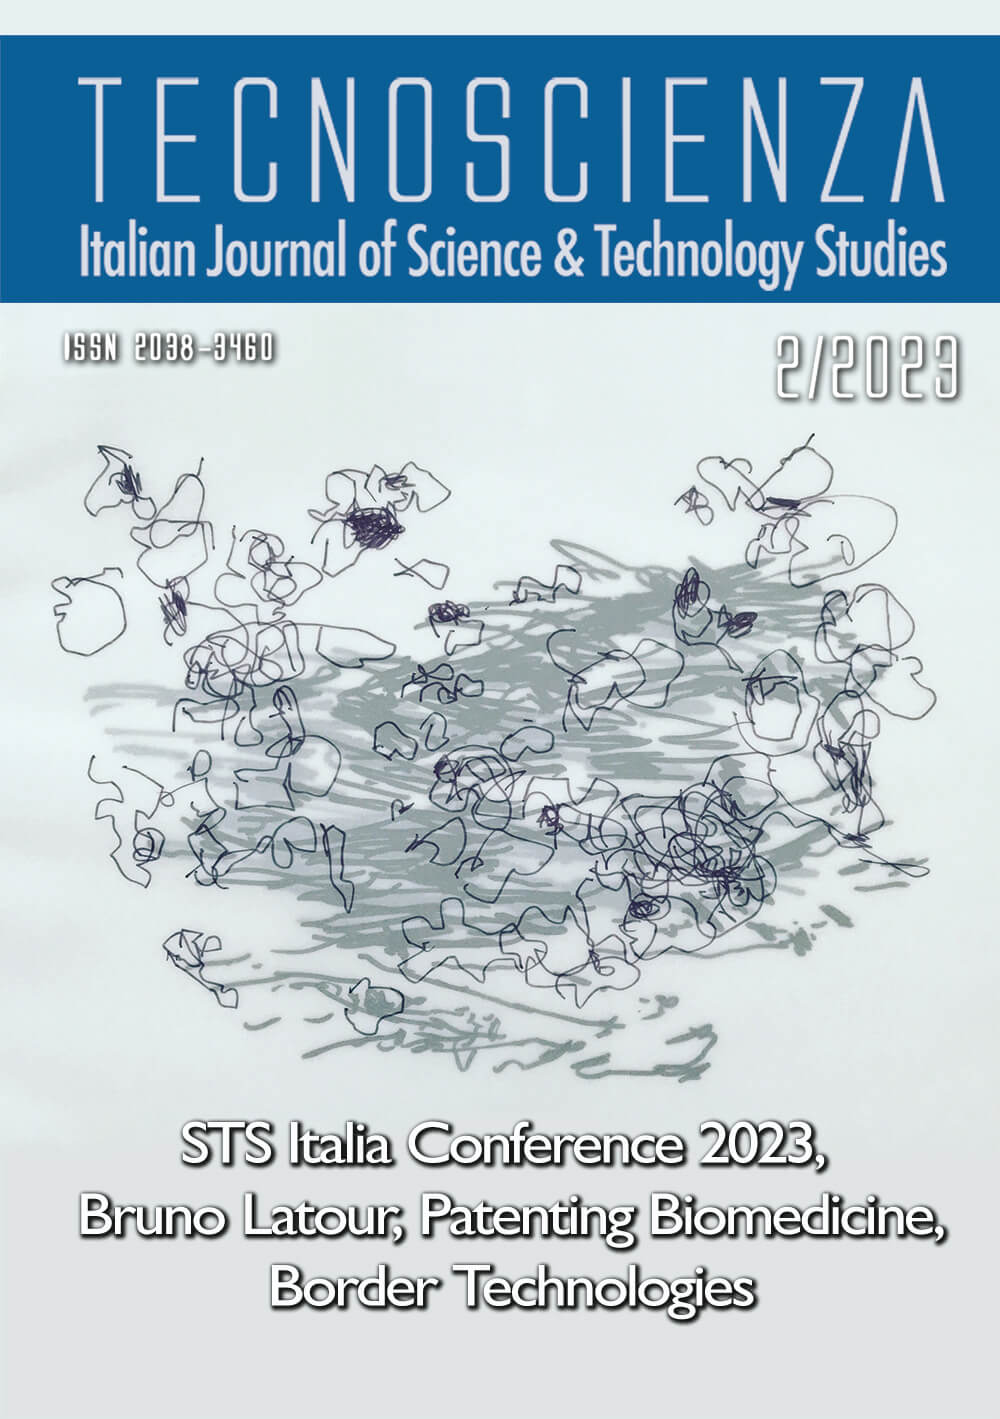 TECNOSCIENZA
Italian Journal of Science & Technology Studies
ISSN 2038-3460
2/2023
STS Italia Conference 2023,
Bruno Latour, Patenting Biomedicine,
Border Technologies